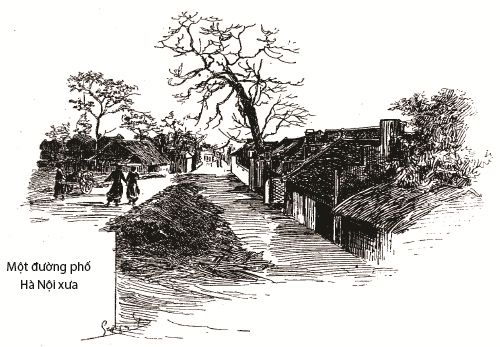 Một đường phố
Hà Nội xưa